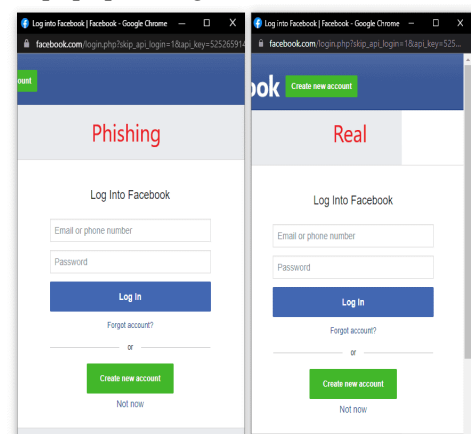 Log into Facebook | Facebook - Google Chrome
facebook.com/login.php?skip_api_login=1&api_key=525265914
ount
Phishing
Log Into Facebook
Email or phone number
Password
Log In
Forgot account?
or
Create new account
Not now
Log into Facebook | Facebook - Google Chrome
facebook.com/login.php?skip_api_login=1&api_key=525...
ook
Create new account
Real
Log Into Facebook
Email or phone number
Password
Log In
Forgot account?
or
Create new account
Not now